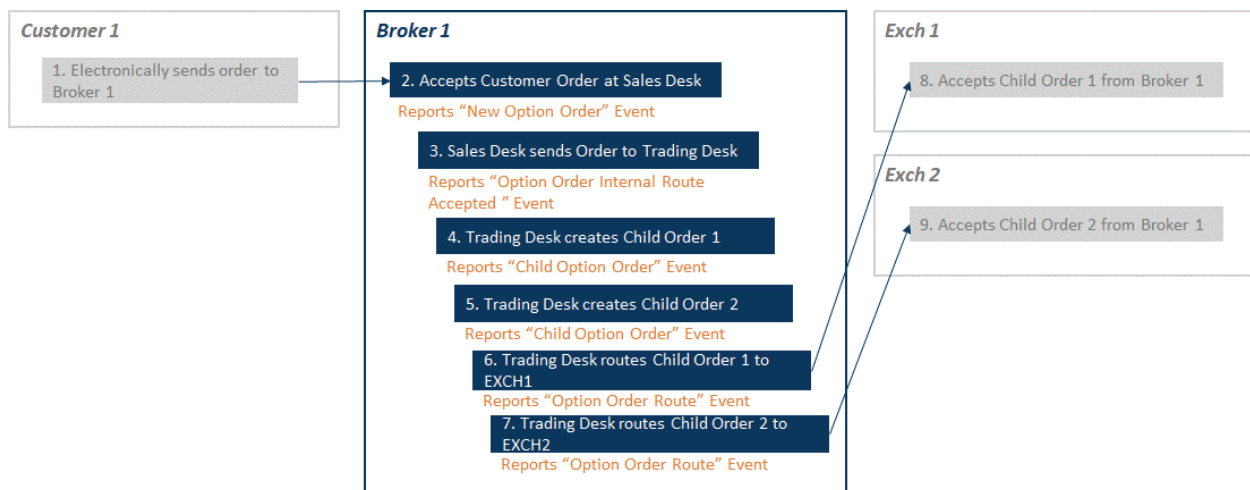 Customer 1
1. Electronically sends order to
Broker 1
Broker 1
2. Accepts Customer Order at Sales Desk
Reports “New Option Order” Event
3. Sales Desk sends Order to Trading Desk
Reports “Option Order Internal Route
Accepted ” Event
4. Trading Desk creates Child Order 1
Reports “Child Option Order” Event
5. Trading Desk creates Child Order 2
Reports “Child Option Order” Event
6. Trading Desk routes Child Order 1 to
EXCH1
Reports “Option Order Route” Event
7. Trading Desk routes Child Order 2 to
EXCH2
Reports “Option Order Route” Event
Exch 1
8. Accepts Child Order 1 from Broker 1
Exch 2
9. Accepts Child Order 2 from Broker 1